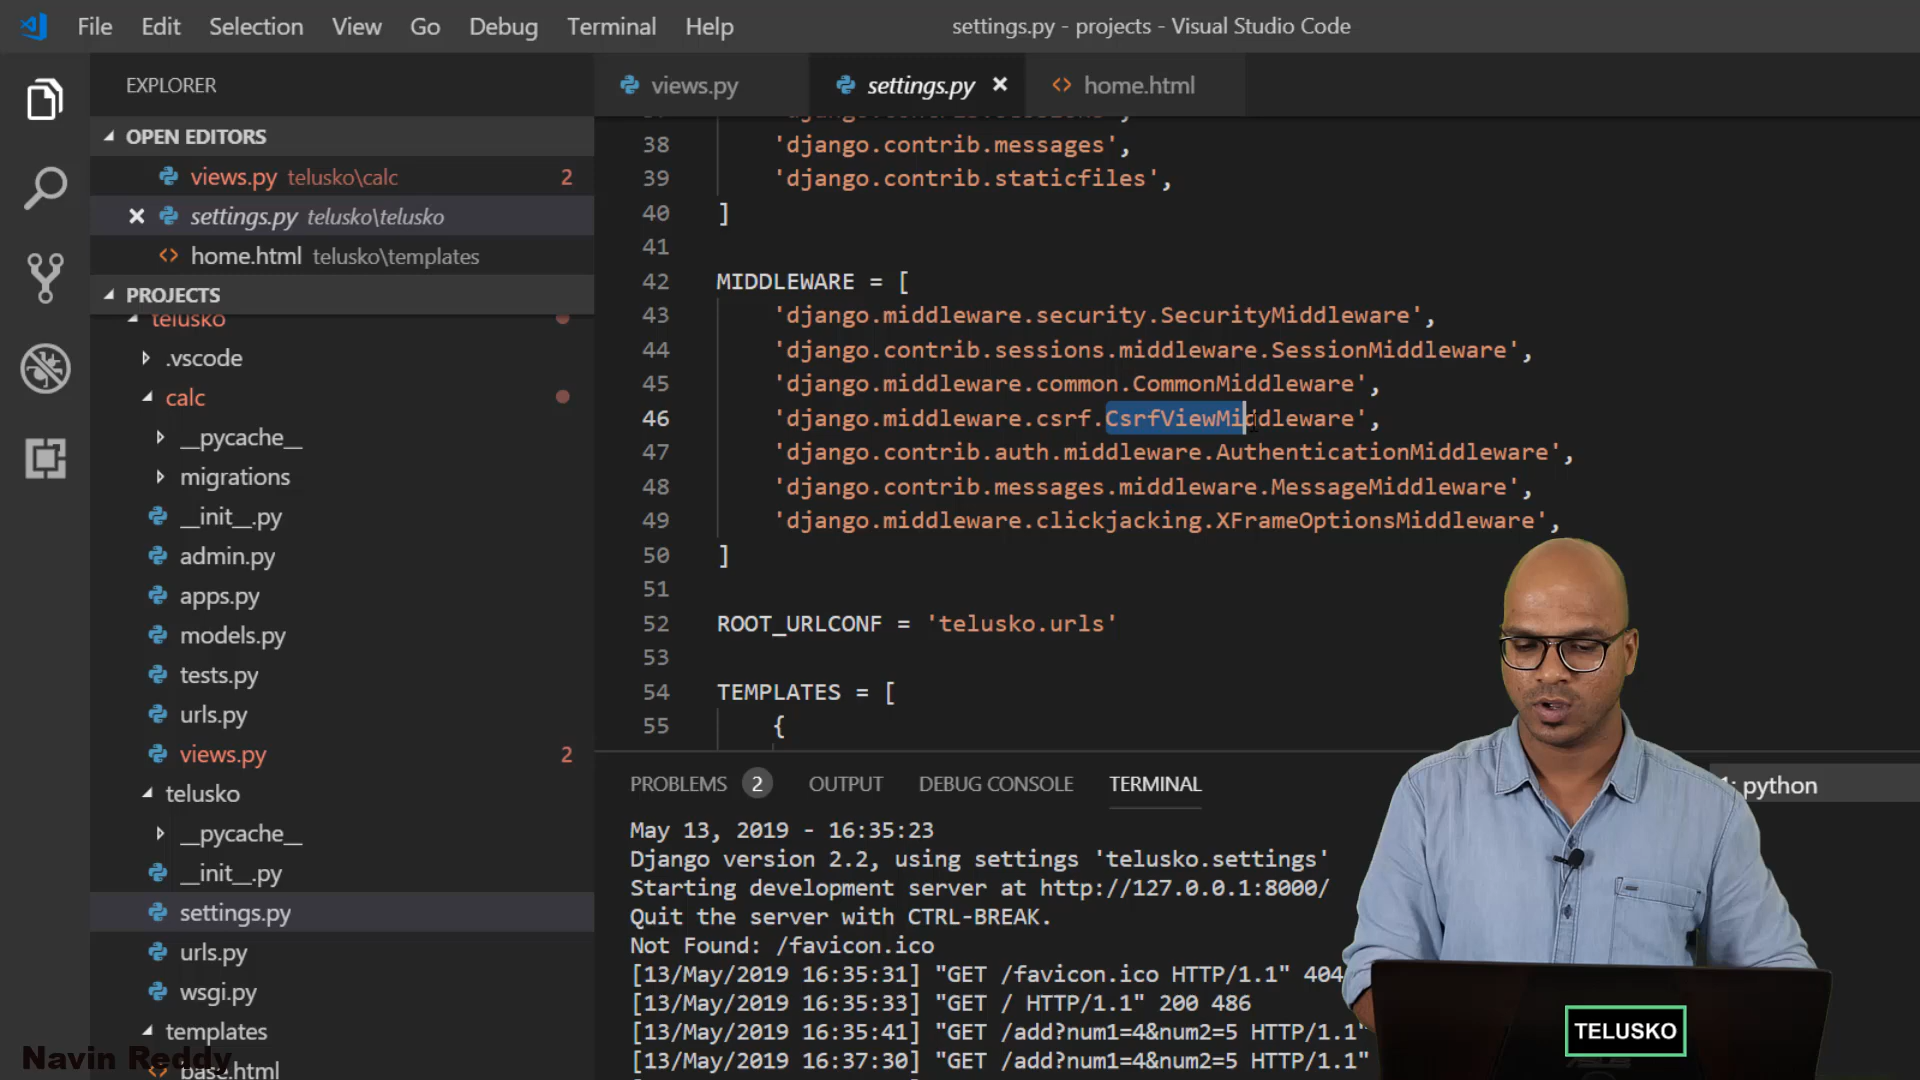 File Edit Selection View Go Debug Terminal Help
settings.py - projects - Visual Studio Code
EXPLORER
OPEN EDITORS
views.py telusko\calc 2
settings.py telusko\telusko
home.html telusko\templates
PROJECTS
telusko
.vscode
calc
__pycache__
migrations
__init__.py
admin.py
apps.py
models.py
tests.py
urls.py
views.py 2
telusko
__pycache__
__init__.py
settings.py
urls.py
wsgi.py
templates
base.html
Navin Reddy
views.py settings.py home.html
38 'django.contrib.messages',
39 'django.contrib.staticfiles',
40 ]
41
42 MIDDLEWARE = [
43 'django.middleware.security.SecurityMiddleware',
44 'django.contrib.sessions.middleware.SessionMiddleware',
45 'django.middleware.common.CommonMiddleware',
46 'django.middleware.csrf.CsrfViewMiddleware',
47 'django.contrib.auth.middleware.AuthenticationMiddleware',
48 'django.contrib.messages.middleware.MessageMiddleware',
49 'django.middleware.clickjacking.XFrameOptionsMiddleware',
50 ]
51
52 ROOT_URLCONF = 'telusko.urls'
53
54 TEMPLATES = [
55 {
PROBLEMS 2 OUTPUT DEBUG CONSOLE TERMINAL
python
May 13, 2019 - 16:35:23
Django version 2.2, using settings 'telusko.settings'
Starting development server at http://127.0.0.1:8000/
Quit the server with CTRL-BREAK.
Not Found: /favicon.ico
[13/May/2019 16:35:31] "GET /favicon.ico HTTP/1.1" 404
[13/May/2019 16:35:33] "GET / HTTP/1.1" 200 486
[13/May/2019 16:35:41] "GET /add?num1=4&num2=5 HTTP/1.1"
[13/May/2019 16:37:30] "GET /add?num1=4&num2=5 HTTP/1.1"
TELUSKO